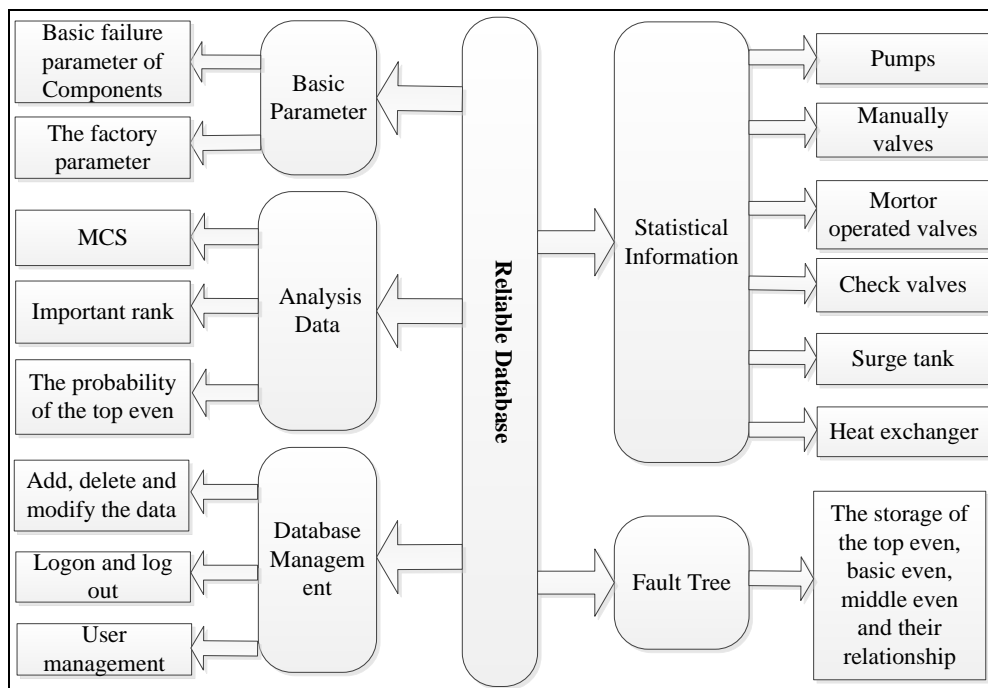 Basic failure
parameter of
Components
The factory
parameter
Basic
Parameter
MCS
Important rank
The probability
of the top even
Analysis
Data
Add, delete and
modify the data
Logon and log
out
User
management
Database
Managem
ent
Reliable Database
Statistical
Information
Pumps
Manually
valves
Mortor
operated valves
Check valves
Surge tank
Heat exchanger
Fault Tree
The storage of
the top even,
basic even,
middle even
and their
relationship